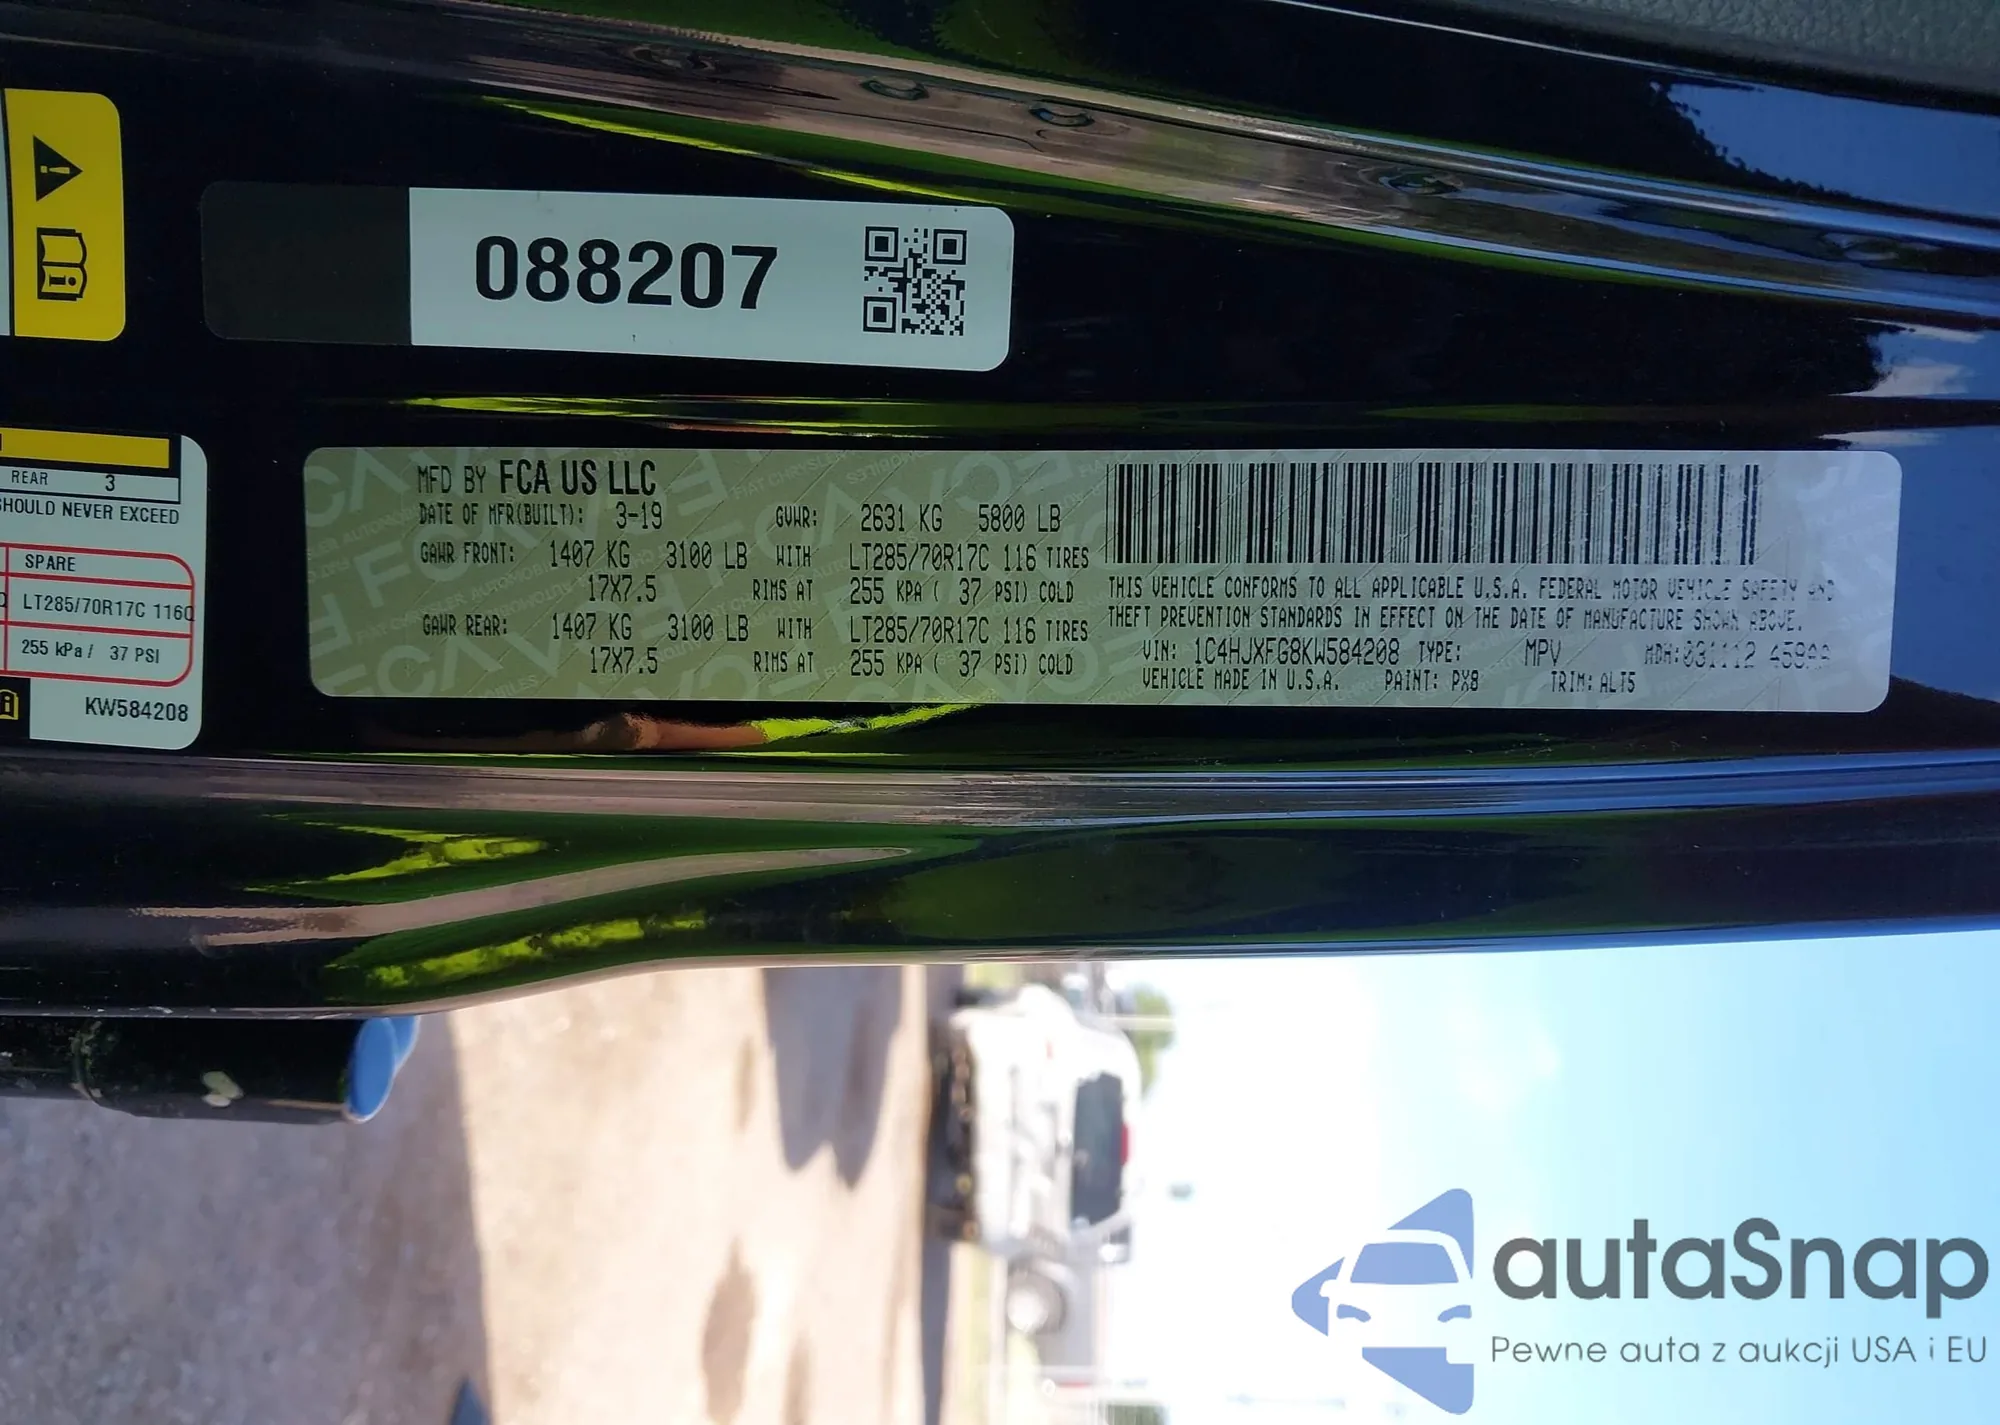 088207
REAR 3
SHOULD NEVER EXCEED
SPARE
LT285/70R17C 116Q
255 kPa / 37 PSI
KW584208
MFD BY FCA US LLC
DATE OF MFR(BUILT): 3-19 GVWR: 2631 KG 5800 LB
GAWR FRONT: 1407 KG 3100 LB WITH LT285/70R17C 116 TIRES
17X7.5 RIMS AT 255 KPA ( 37 PSI) COLD
GAWR REAR: 1407 KG 3100 LB WITH LT285/70R17C 116 TIRES
17X7.5 RIMS AT 255 KPA ( 37 PSI) COLD
THIS VEHICLE CONFORMS TO ALL APPLICABLE U.S.A. FEDERAL MOTOR VEHICLE SAFETY AND
THEFT PREVENTION STANDARDS IN EFFECT ON THE DATE OF MANUFACTURE SHOWN ABOVE.
VIN: 1C4HJXFG8KW584208 TYPE: MPV MDH:031112
VEHICLE MADE IN U.S.A. PAINT: PX8 TRIM: ALT5
autaSnap
Pewne auta z aukcji USA i EU